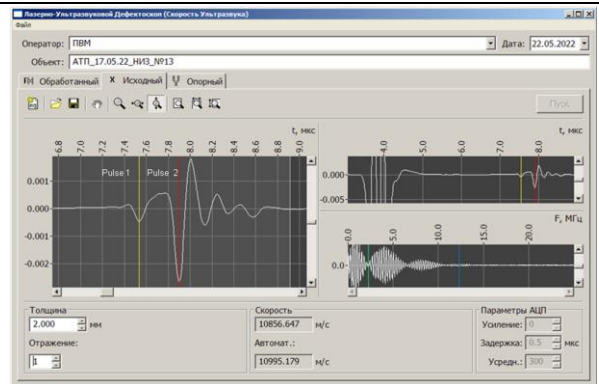 Лазерно-Ультразвуковой Дефектоскоп (Скорость Ультразвука)
Файл
Оператор: ПВМ Дата: 22.05.2022
Объект: АТП_17.05.22_НИЗ_№13
Обработанный X Исходный Опорный
Пуск
t, мкс
6.8 7.0 7.2 7.4 7.6 7.8 8.0 8.2 8.4 8.6 8.8 9.0
Pulse 1 Pulse 2
0.001
0.000
-0.001
-0.002
t, мкс
4.0 5.0 6.0 7.0 8.0
0.000
-0.005
F, МГц
0.0 5.0 10.0 15.0 20.0
0.0
Толщина
2.000 мм
Отражение:
1
Скорость
10856.647 м/с
Автомат.:
10995.179 м/с
Параметры АЦП
Усиление: 0
Задержка: 0.5 мкс
Усредн.: 300